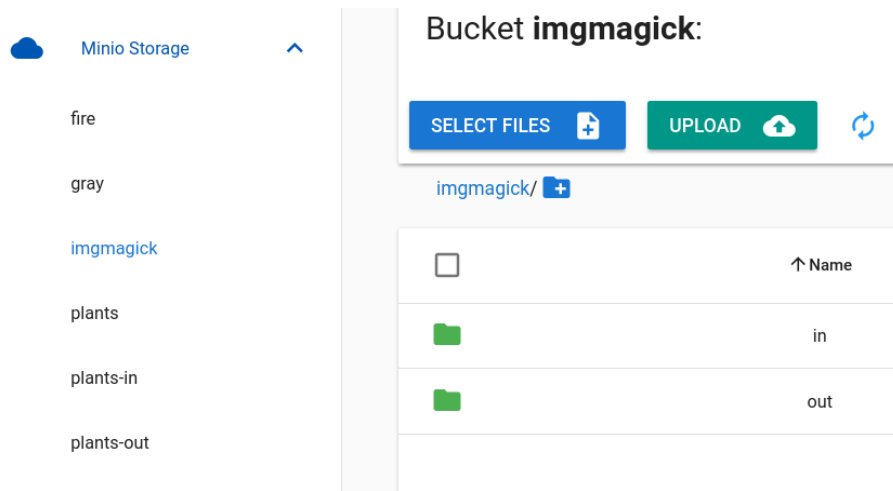 Minio Storage
fire
gray
imgmagick
plants
plants-in
plants-out
Bucket imgmagick:
SELECT FILES
UPLOAD
imgmagick/
Name
in
out